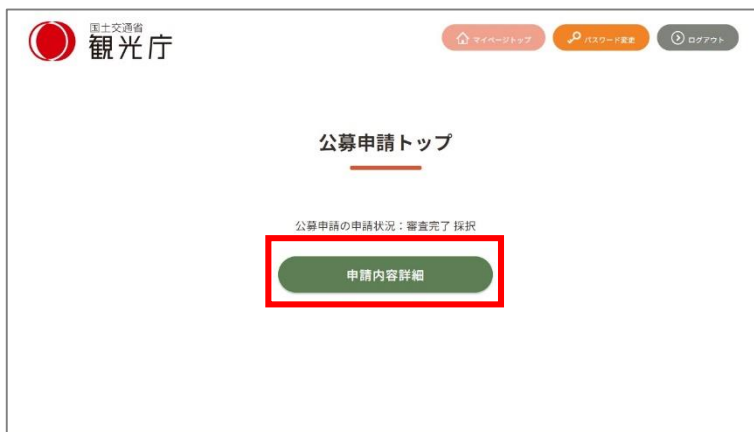 国土交通省
観光庁
マイページトップ
パスワード変更
ログアウト
公募申請トップ
公募申請の申請状況：審査完了 採択
申請内容詳細